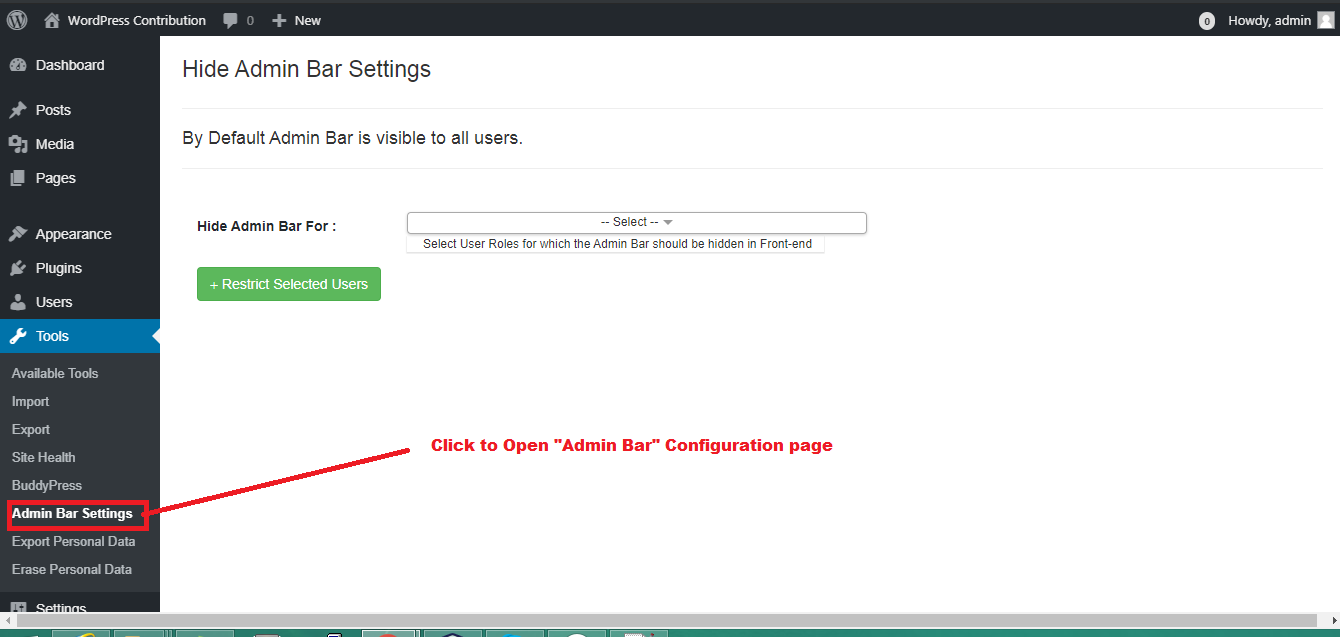 WordPress Contribution 0 New 0 Howdy, admin
Dashboard
Posts
Media
Pages
Appearance
Plugins
Users
Tools
Available Tools
Import
Export
Site Health
BuddyPress
Admin Bar Settings
Export Personal Data
Erase Personal Data
Settings
Hide Admin Bar Settings
By Default Admin Bar is visible to all users.
Hide Admin Bar For : -- Select --
Select User Roles for which the Admin Bar should be hidden in Front-end
+ Restrict Selected Users
Click to Open "Admin Bar" Configuration page